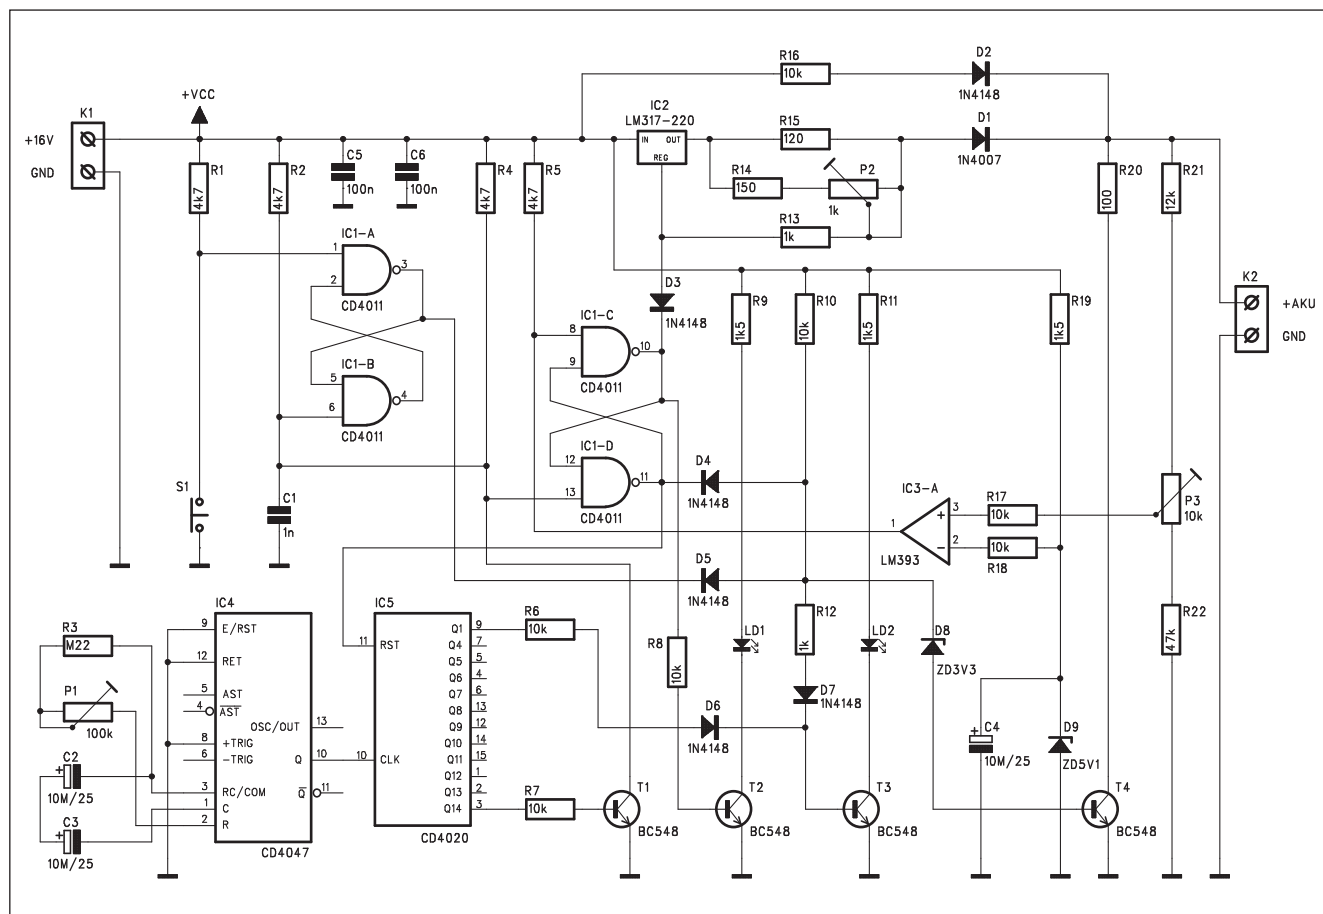 R16
10k
D2
1N4148
+VCC
K1
+16V
GND
IC2
LM317-220
IN OUT
REG
R15
120
D1
1N4007
R1
4k7
R2
4k7
C5
100n
C6
100n
R4
4k7
R5
4k7
R14
150
P2
1k
R13
1k
R20
100
R21
12k
IC1-A
1
2
3
CD4011
D3
1N4148
K2
+AKU
GND
IC1-B
5
6
4
CD4011
IC1-C
8
9
10
CD4011
R9
1k5
R10
10k
R11
1k5
R19
1k5
IC1-D
12
13
11
CD4011
D4
1N4148
S1
C1
1n
IC3-A
1
3
+
2
−
LM393
R17
10k
R18
10k
P3
10k
D5
1N4148
R3
M22
P1
100k
C2
+
10M/25
C3
+
10M/25
IC4
9 E/RST
12 RET
5 AST
4 AST
OSC/OUT 13
8 +TRIG
6 -TRIG
Q 10
3 RC/COM
Q 11
1 C
2 R
CD4047
IC5
11 RST
10 CLK
Q1 9
Q4 7
Q5 5
Q6 4
Q7 6
Q8 13
Q9 12
Q10 14
Q11 15
Q12 1
Q13 2
Q14 3
CD4020
R6
10k
R7
10k
R8
10k
LD1
R12
1k
LD2
D8
ZD3V3
R22
47k
D6
1N4148
D7
1N4148
C4
+
10M/25
D9
ZD5V1
T1
BC548
T2
BC548
T3
BC548
T4
BC548